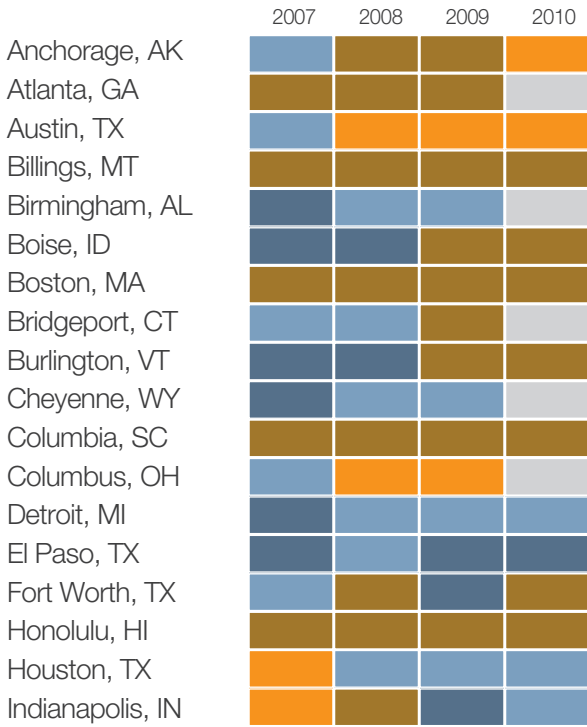 2007 2008 2009 2010
Anchorage, AK
Atlanta, GA
Austin, TX
Billings, MT
Birmingham, AL
Boise, ID
Boston, MA
Bridgeport, CT
Burlington, VT
Cheyenne, WY
Columbia, SC
Columbus, OH
Detroit, MI
El Paso, TX
Fort Worth, TX
Honolulu, HI
Houston, TX
Indianapolis, IN